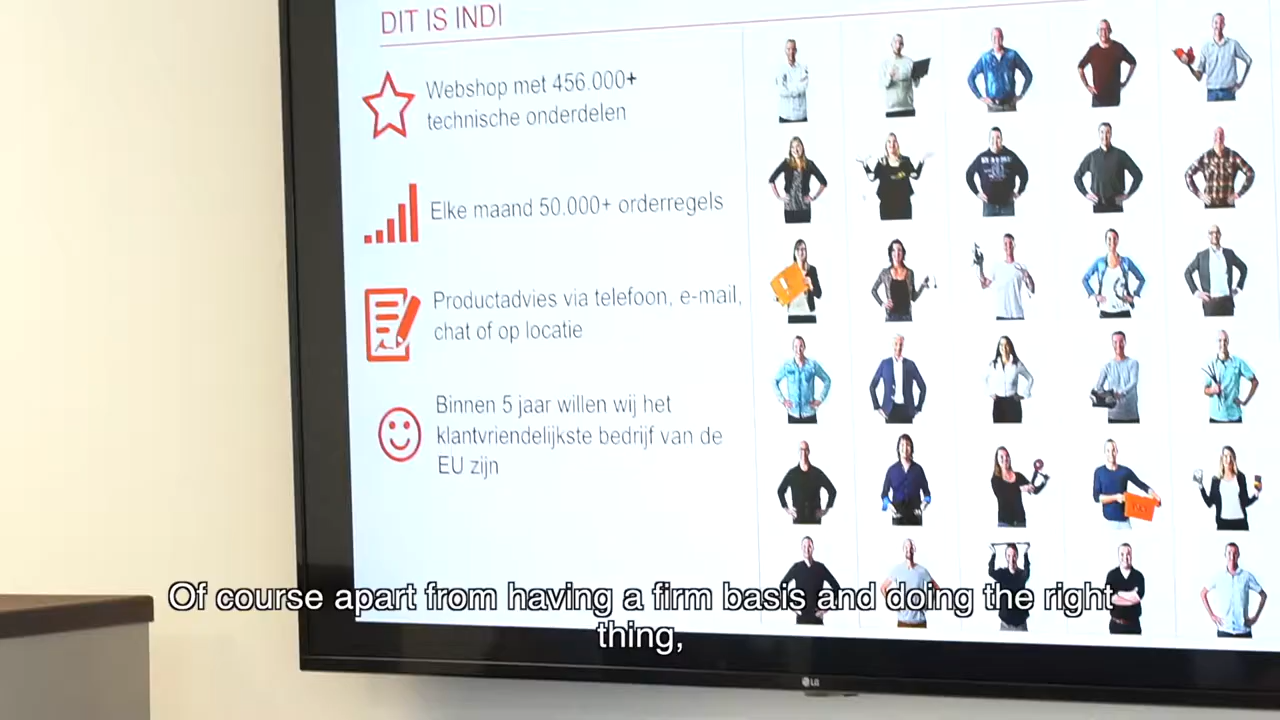 DIT IS INDI
Webshop met 456.000+
technische onderdelen
Elke maand 50.000+ orderregels
Productadvies via telefoon, e-mail,
chat of op locatie
Binnen 5 jaar willen wij het
klantvriendelijkste bedrijf van de
EU zijn
Of course apart from having a firm basis and doing the right
thing,
LG